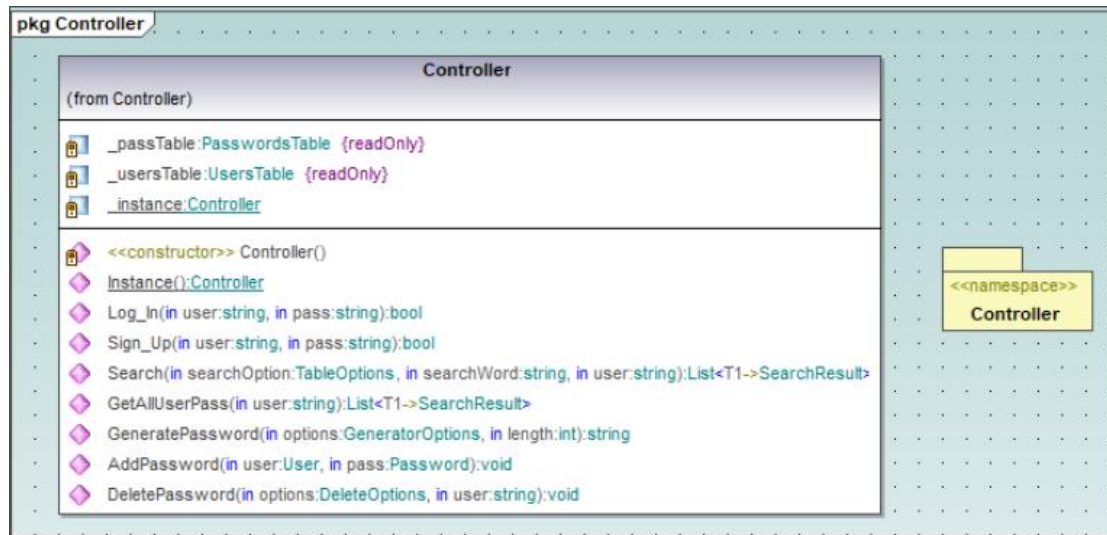 pkg Controller
Controller
(from Controller)
_passTable:PasswordsTable {readOnly}
_usersTable:UsersTable {readOnly}
_instance:Controller
<<constructor>> Controller()
Instance():Controller
Log_In(in user:string, in pass:string):bool
Sign_Up(in user:string, in pass:string):bool
Search(in searchOption:TableOptions, in searchWord:string, in user:string):List<T1->SearchResult>
GetAllUserPass(in user:string):List<T1->SearchResult>
GeneratePassword(in options:GeneratorOptions, in length:int):string
AddPassword(in user:User, in pass:Password):void
DeletePassword(in options:DeleteOptions, in user:string):void
<<namespace>>
Controller